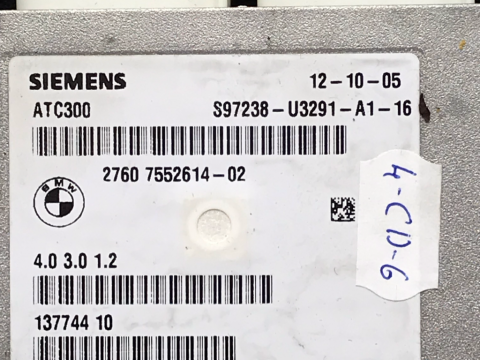 SIEMENS 12-10-05
ATC300 S97238-U3291-A1-16
2760 7552614-02
BMW
4.0 3.0 1.2
137744 10
4-CD-6